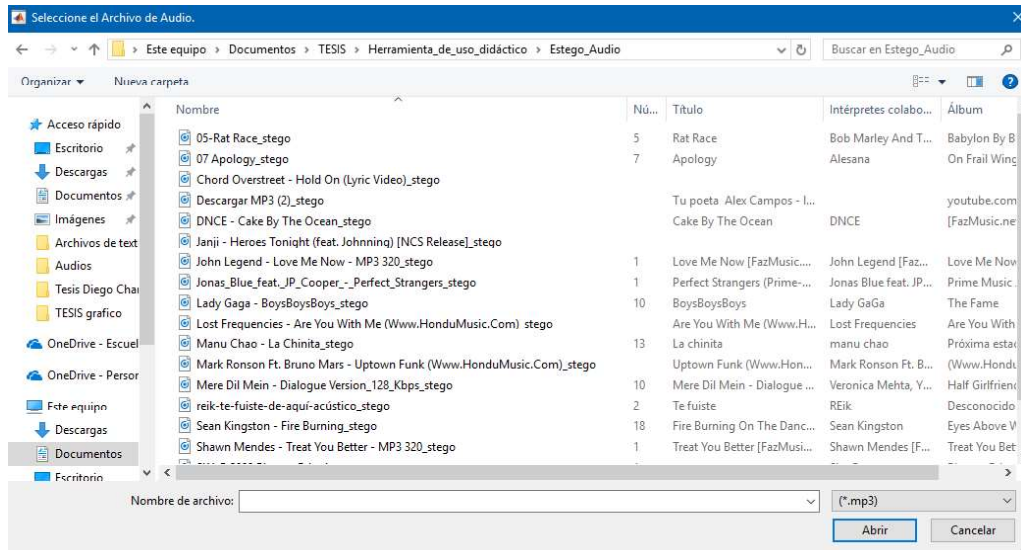 Seleccione el Archivo de Audio.
Este equipo > Documentos > TESIS > Herramienta_de_uso_didáctico > Estego_Audio
Buscar en Estego_Audio
Organizar Nueva carpeta
Nombre Nú... Título Intérpretes colabo... Álbum
Acceso rápido
Escritorio
Descargas
Documentos
Imágenes
Archivos de text
Audios
Tesis Diego Char
TESIS grafico
OneDrive - Escuel
OneDrive - Person
Este equipo
Descargas
Documentos
Escritorio
05-Rat Race_stego 5 Rat Race Bob Marley And T... Babylon By B
07 Apology_stego 7 Apology Alesana On Frail Wing
Chord Overstreet - Hold On (Lyric Video)_stego
Descargar MP3 (2)_stego Tu poeta Alex Campos - l... youtube.com
DNCE - Cake By The Ocean_stego Cake By The Ocean DNCE [FazMusic.ne
Janji - Heroes Tonight (feat. Johnning) [NCS Release]_stego
John Legend - Love Me Now - MP3 320_stego 1 Love Me Now [FazMusic.... John Legend [Faz... Love Me Now
Jonas_Blue_feat._JP_Cooper_-_Perfect_Strangers_stego 1 Perfect Strangers (Prime-... Jonas Blue feat. JP... Prime Music
Lady Gaga - BoysBoysBoys_stego 10 BoysBoysBoys Lady GaGa The Fame
Lost Frequencies - Are You With Me (Www.HonduMusic.Com) stego Are You With Me (Www.H... Lost Frequencies Are You With
Manu Chao - La Chinita_stego 13 La chinita manu chao Próxima estac
Mark Ronson Ft. Bruno Mars - Uptown Funk (Www.HonduMusic.Com)_stego Uptown Funk (Www.Hon... Mark Ronson Ft. B... (Www.Hondu
Mere Dil Mein - Dialogue Version_128_Kbps_stego 10 Mere Dil Mein - Dialogue ... Veronica Mehta, Y... Half Girlfriend
reik-te-fuiste-de-aquí-acústico_stego 2 Te fuiste REik Desconocido
Sean Kingston - Fire Burning_stego 18 Fire Burning On The Danc... Sean Kingston Eyes Above W
Shawn Mendes - Treat You Better - MP3 320_stego 1 Treat You Better [FazMusi... Shawn Mendes [F... Treat You Bet
Nombre de archivo: (*.mp3)
Abrir Cancelar